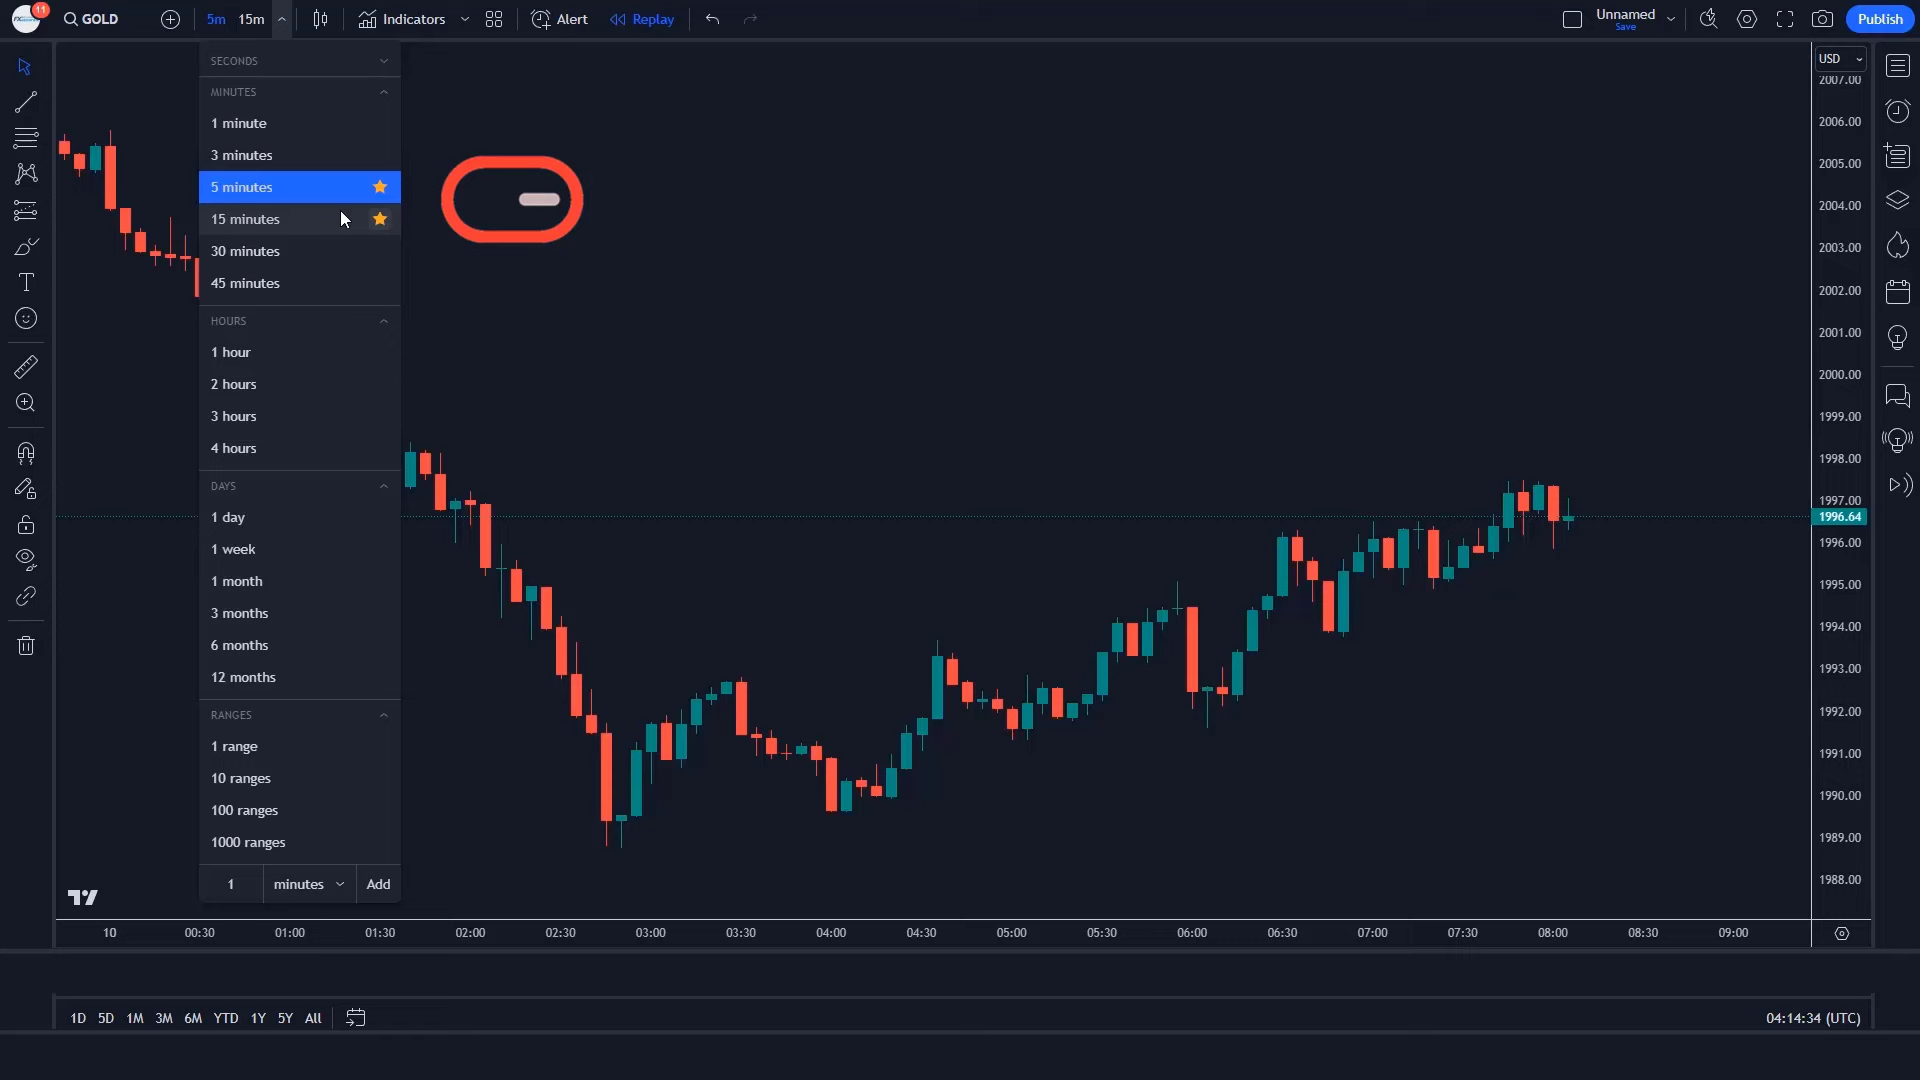 11
GOLD
5m
15m
Indicators
Alert
Replay
Unnamed
Save
Publish
SECONDS
MINUTES
1 minute
3 minutes
5 minutes
15 minutes
30 minutes
45 minutes
HOURS
1 hour
2 hours
3 hours
4 hours
DAYS
1 day
1 week
1 month
3 months
6 months
12 months
RANGES
1 range
10 ranges
100 ranges
1000 ranges
1 minutes Add
USD
2007.00
2006.00
2005.00
2004.00
2003.00
2002.00
2001.00
2000.00
1999.00
1998.00
1997.00
1996.64
1996.00
1995.00
1994.00
1993.00
1992.00
1991.00
1990.00
1989.00
1988.00
10 00:30 01:00 01:30 02:00 02:30 03:00 03:30 04:00 04:30 05:00 05:30 06:00 06:30 07:00 07:30 08:00 08:30 09:00
1D 5D 1M 3M 6M YTD 1Y 5Y All
04:14:34 (UTC)